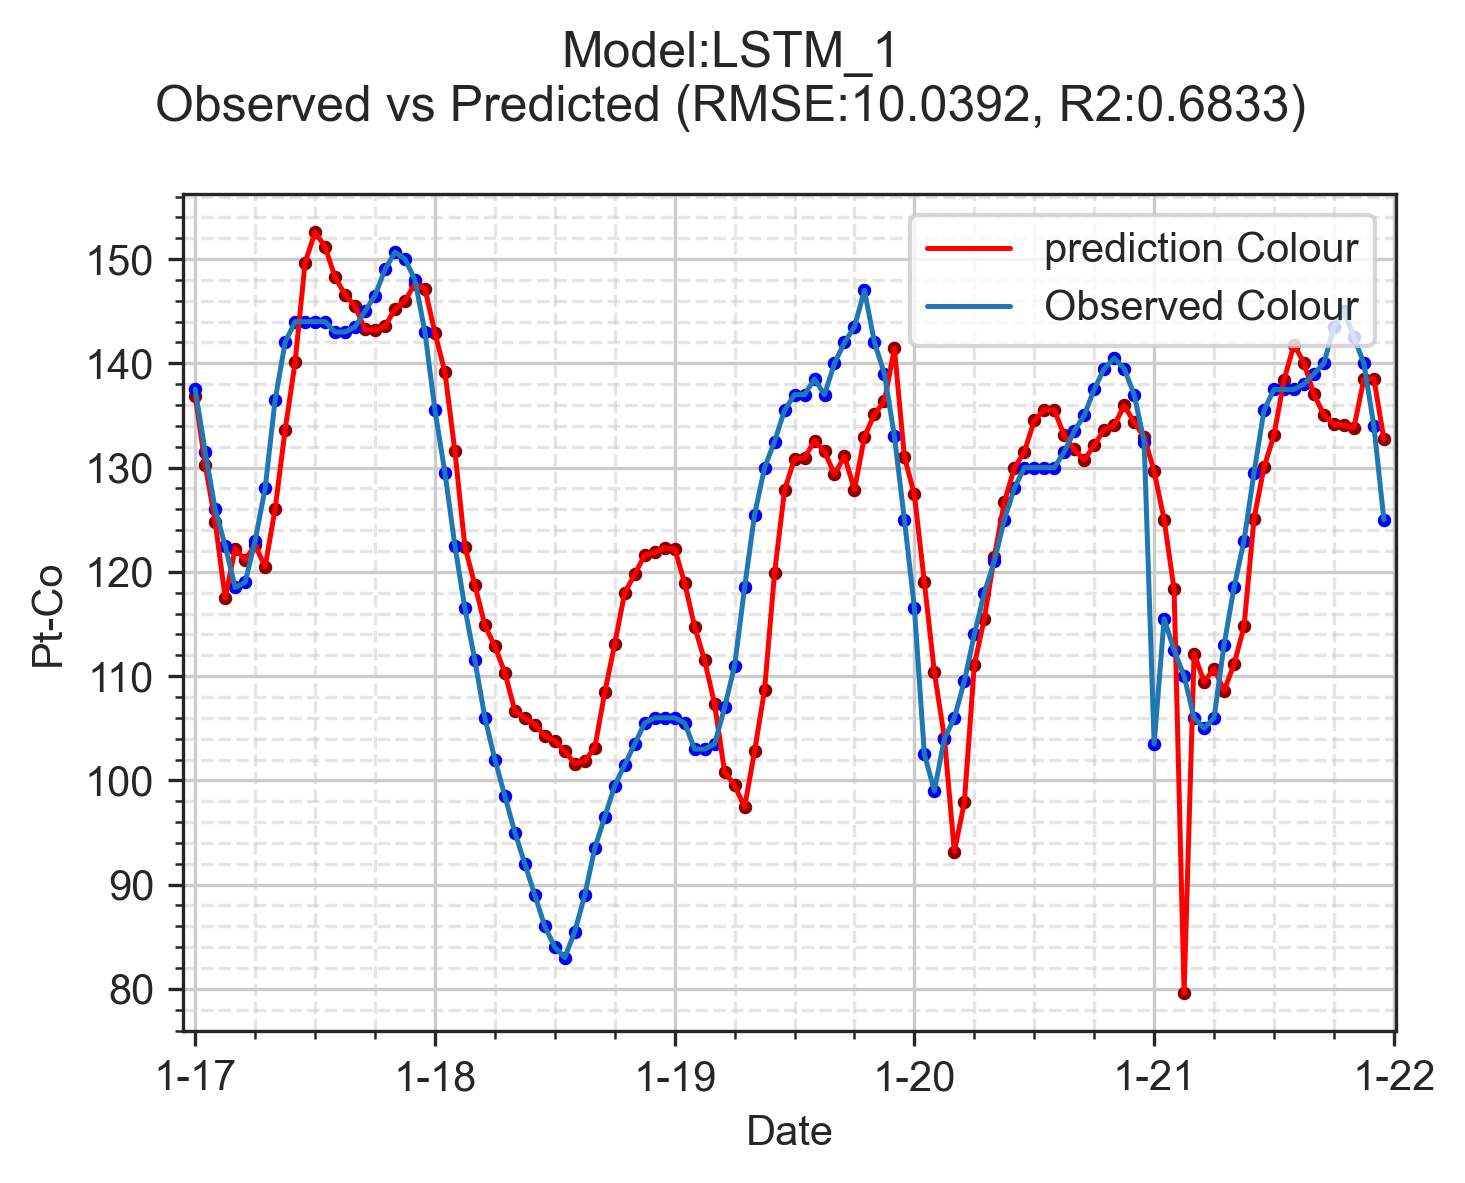 Model:LSTM_1
Observed vs Predicted (RMSE:10.0392, R2:0.6833)
prediction Colour
Observed Colour
150
140
130
120
110
100
90
80
Pt-Co
1-17 1-18 1-19 1-20 1-21 1-22
Date